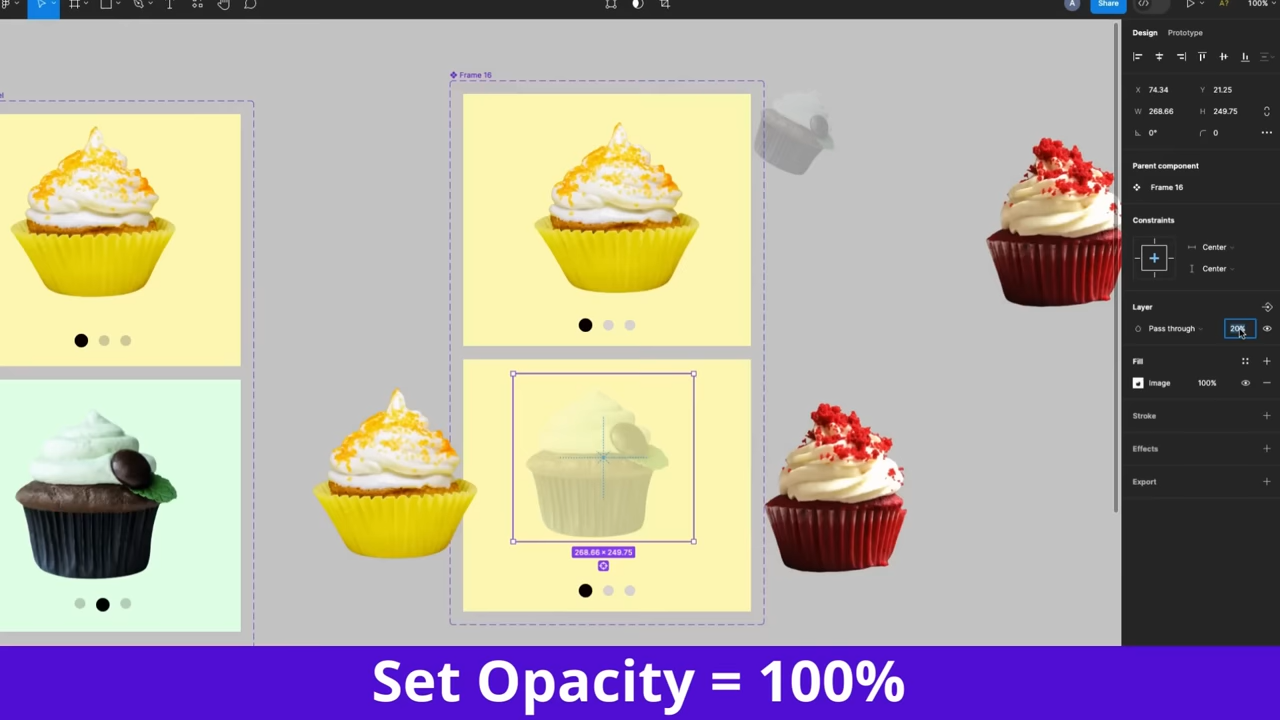 A
Share
A?
100%
Frame 16
el
268.66 × 249.75
Design Prototype
X 74.34 Y 21.25
W 268.66 H 249.75
0° 0
Parent component
Frame 16
Constraints
Center
Center
Layer
Pass through 20%
Fill
Image 100%
Stroke
Effects
Export
Set Opacity = 100%